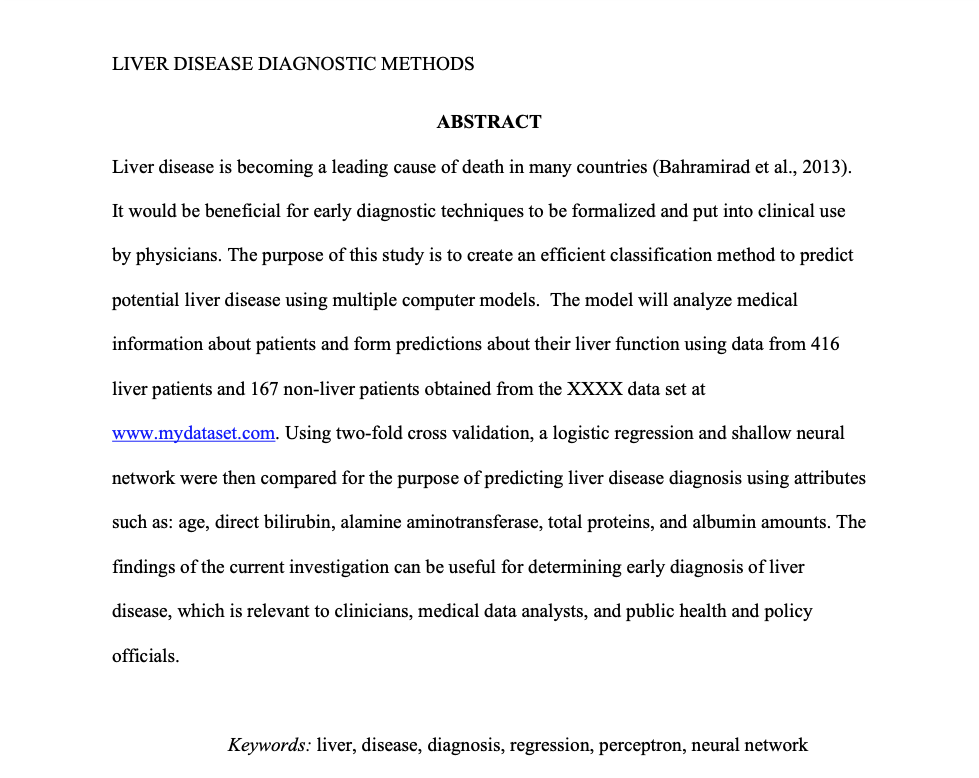 LIVER DISEASE DIAGNOSTIC METHODS
ABSTRACT
Liver disease is becoming a leading cause of death in many countries (Bahramirad et al., 2013).
It would be beneficial for early diagnostic techniques to be formalized and put into clinical use
by physicians. The purpose of this study is to create an efficient classification method to predict
potential liver disease using multiple computer models.  The model will analyze medical
information about patients and form predictions about their liver function using data from 416
liver patients and 167 non-liver patients obtained from the XXXX data set at
www.mydataset.com. Using two-fold cross validation, a logistic regression and shallow neural
network were then compared for the purpose of predicting liver disease diagnosis using attributes
such as: age, direct bilirubin, alamine aminotransferase, total proteins, and albumin amounts. The
findings of the current investigation can be useful for determining early diagnosis of liver
disease, which is relevant to clinicians, medical data analysts, and public health and policy
officials.
Keywords: liver, disease, diagnosis, regression, perceptron, neural network